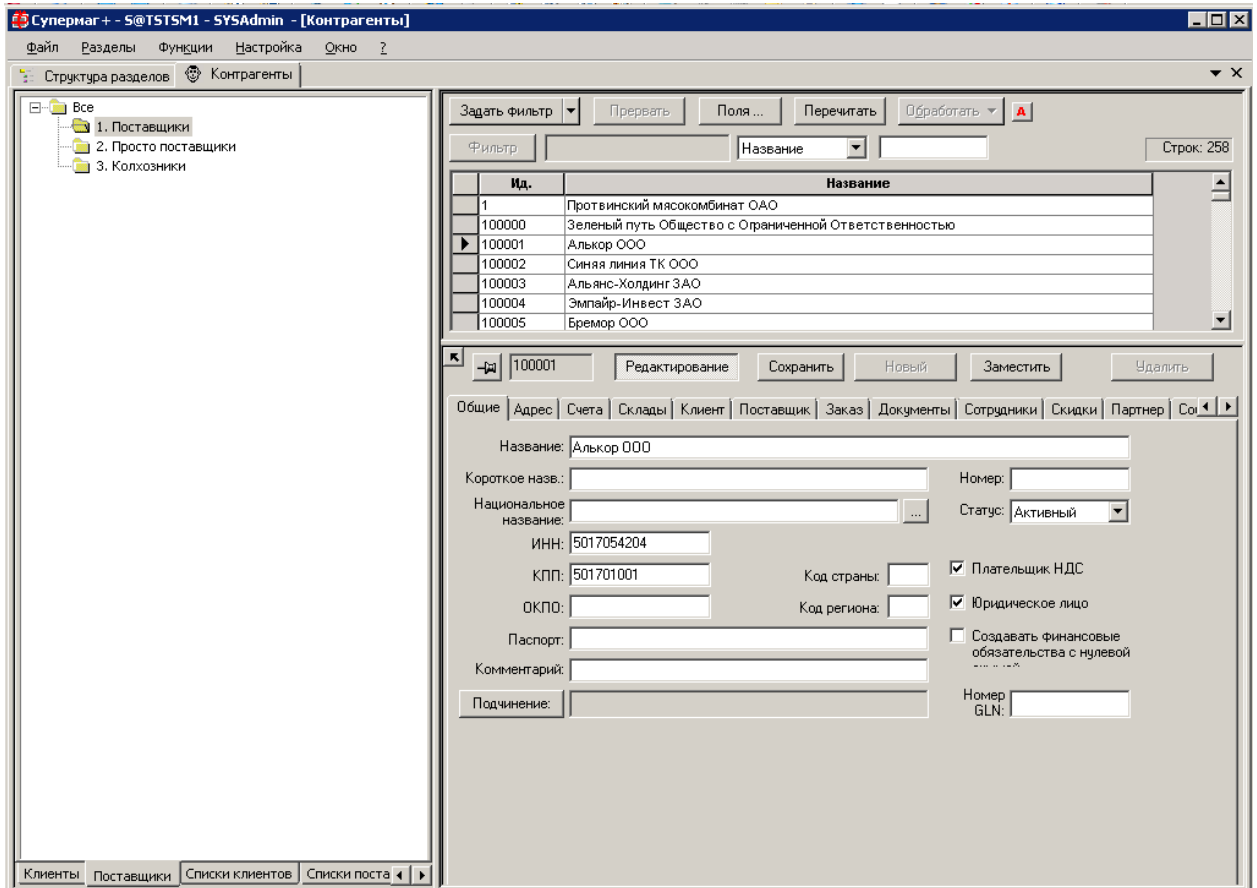 Супермаг+ - S@TSTSM1 - SYSAdmin - [Контрагенты]
Файл Разделы Функции Настройка Окно ?
Структура разделов Контрагенты
Все
1. Поставщики
2. Просто поставщики
3. Колхозники
Задать фильтр Прервать Поля ... Перечитать Обработать A
Фильтр Название Строк: 258
Ид. Название
1 Протвинский мясокомбинат ОАО
100000 Зеленый путь Общество с Ограниченной Ответственностью
100001 Алькор ООО
100002 Синяя линия ТК ООО
100003 Альянс-Холдинг ЗАО
100004 Эмпайр-Инвест ЗАО
100005 Бремор ООО
100001 Редактирование Сохранить Новый Заместить Удалить
Общие Адрес Счета Склады Клиент Поставщик Заказ Документы Сотрудники Скидки Партнер
Название: Алькор ООО
Короткое назв.: Номер:
Национальное название: ... Статус: Активный
ИНН: 5017054204
КПП: 501701001 Код страны: Плательщик НДС
ОКПО: Код региона: Юридическое лицо
Паспорт: Создавать финансовые
обязательства с нулевой
Комментарий:
Подчинение: Номер GLN:
Клиенты Поставщики Списки клиентов Списки поста